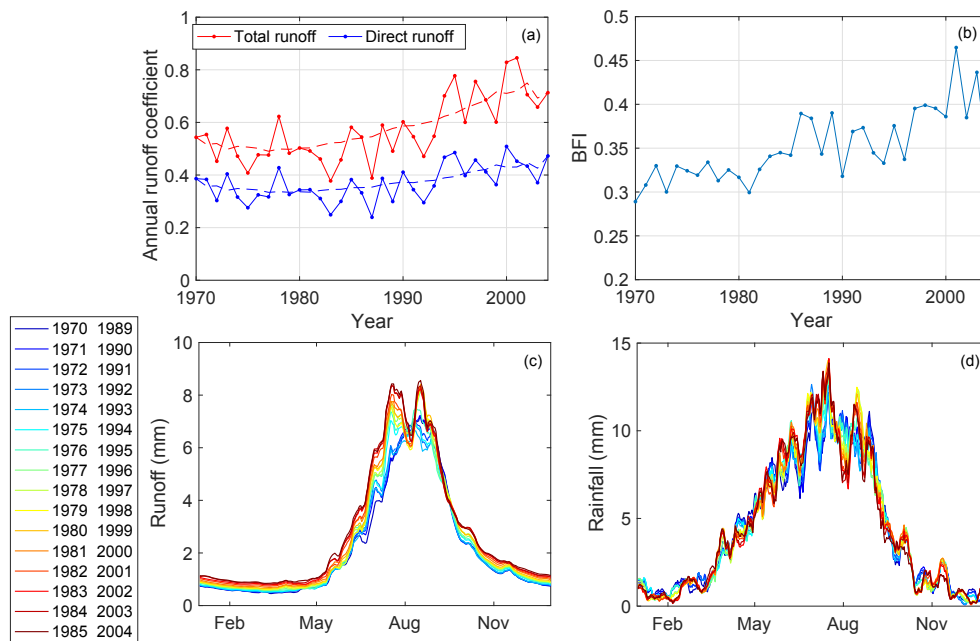 Total runoff Direct runoff (a)
Annual runoff coefficient
1
0.8
0.6
0.4
0.2
0
1970 1980 1990 2000
Year
(b)
BFI
0.5
0.45
0.4
0.35
0.3
0.25
0.2
1970 1980 1990 2000
Year
1970 1989
1971 1990
1972 1991
1973 1992
1974 1993
1975 1994
1976 1995
1977 1996
1978 1997
1979 1998
1980 1999
1981 2000
1982 2001
1983 2002
1984 2003
1985 2004
(c)
Runoff (mm)
10
8
6
4
2
0
Feb May Aug Nov
(d)
Rainfall (mm)
15
10
5
0
Feb May Aug Nov